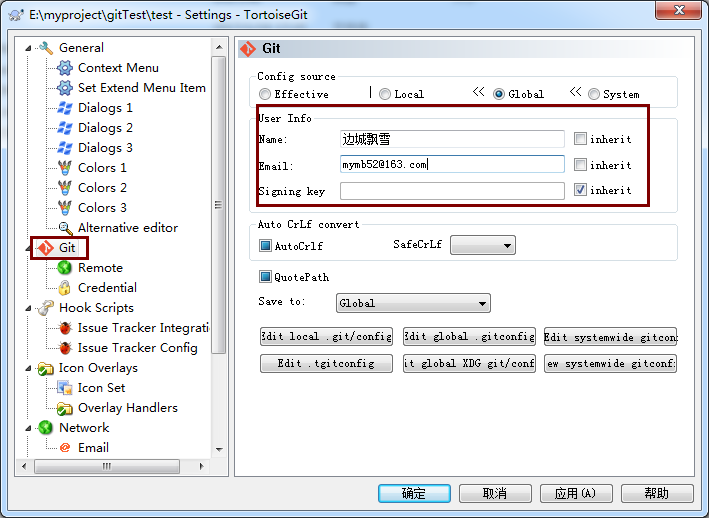 E:\myproject\gitTest\test - Settings - TortoiseGit
General
Context Menu
Set Extend Menu Item
Dialogs 1
Dialogs 2
Dialogs 3
Colors 1
Colors 2
Colors 3
Alternative editor
Git
Remote
Credential
Hook Scripts
Issue Tracker Integrati
Issue Tracker Config
Icon Overlays
Icon Set
Overlay Handlers
Network
Email
Git
Config source
Effective | Local << Global << System
User Info
Name: 边城飘雪 inherit
Email: mymb52@163.com inherit
Signing key inherit
Auto CrLf convert
AutoCrlf SafeCrLf
QuotePath
Save to: Global
Edit local .git/config Edit global .gitconfig Edit systemwide gitcon
Edit .tgitconfig it global XDG git/conf ew systemwide gitconf
确定 取消 应用(A) 帮助